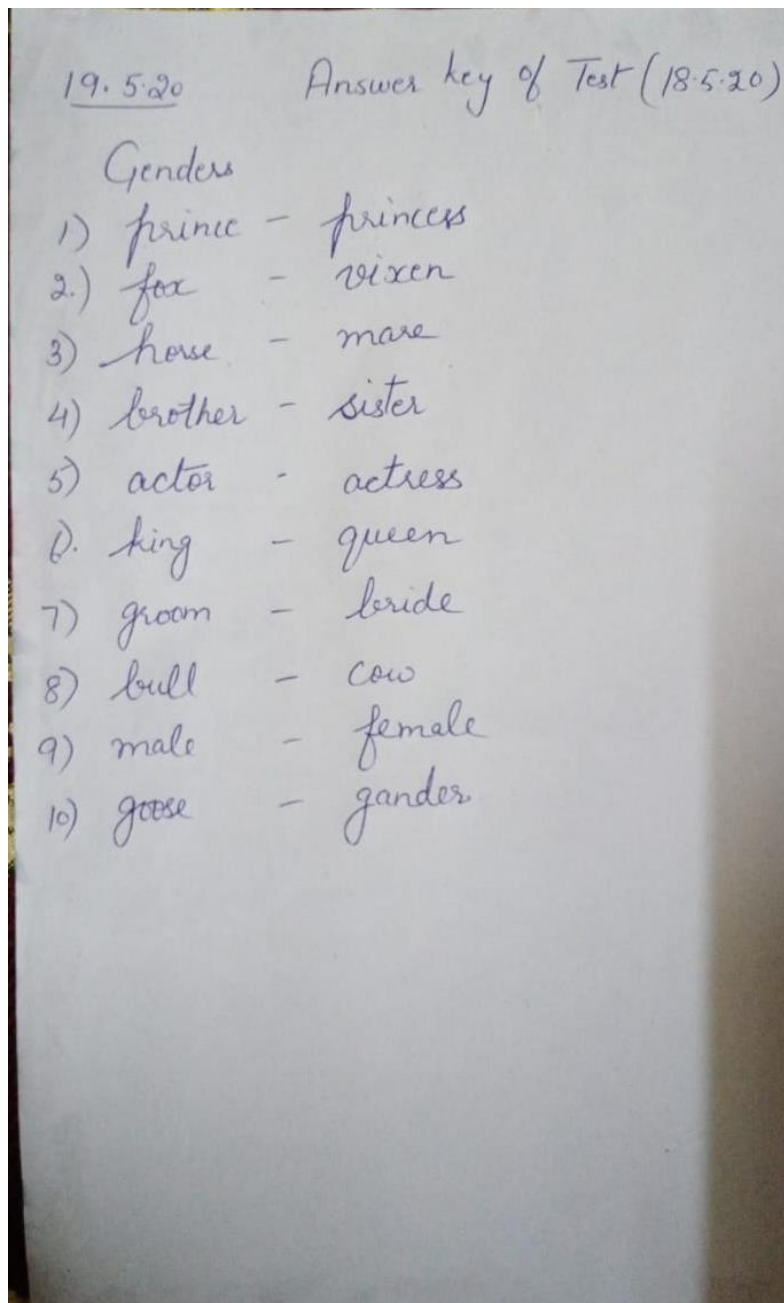 19.5.20 Answer key of Test (18.5.20)
Genders
1) prince - princess
2.) fox - vixen
3) horse - mare
4) brother - sister
5) actor - actress
6). king - queen
7) groom - bride
8) bull - cow
9) male - female
10) goose - gander